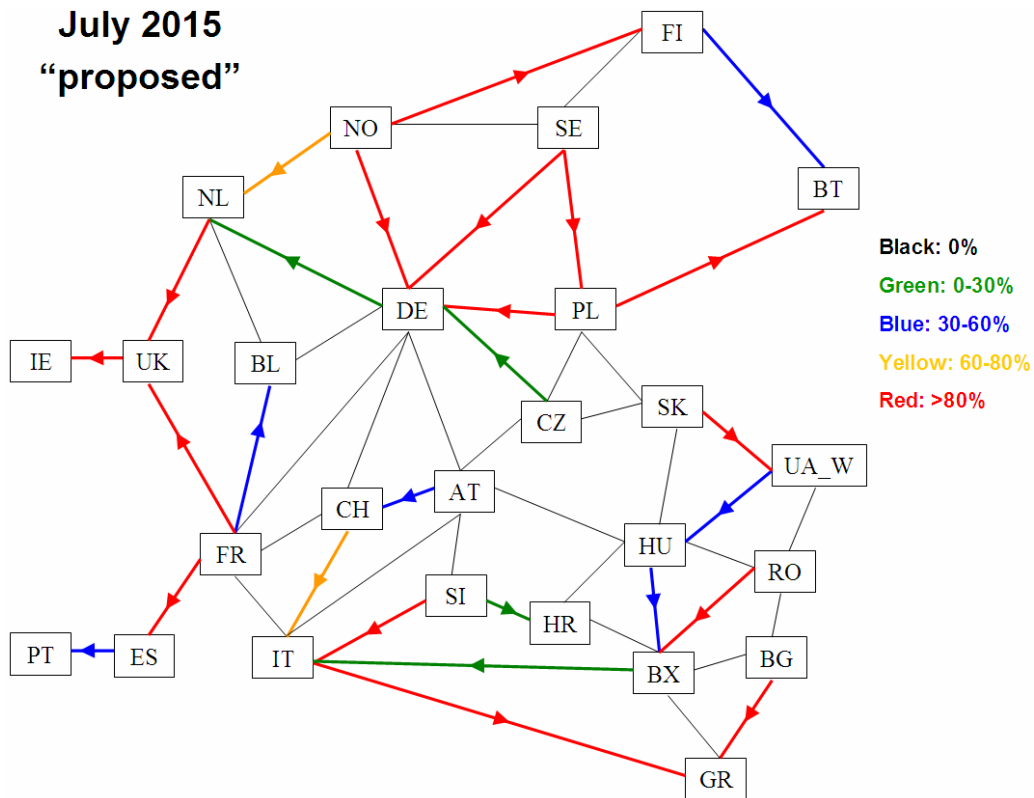 July 2015
“proposed”
FI
NO
SE
NL
BT
Black: 0%
Green: 0-30%
Blue: 30-60%
Yellow: 60-80%
Red: >80%
DE
PL
IE
UK
BL
CZ
SK
UA_W
CH
AT
FR
HU
RO
SI
HR
PT
ES
IT
BX
BG
GR